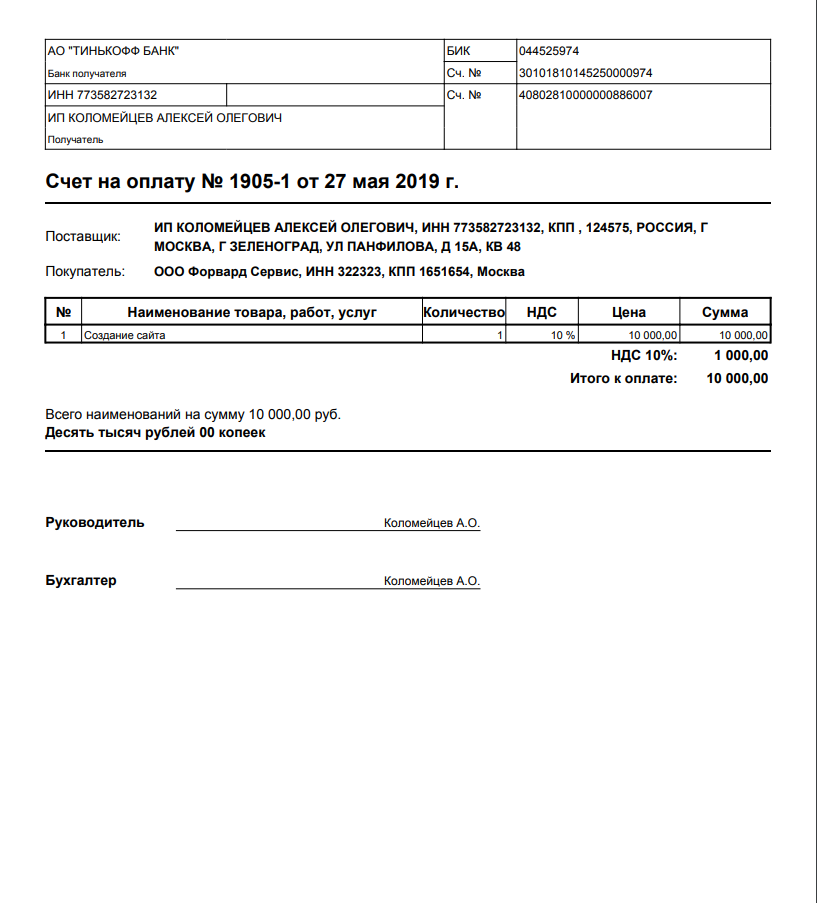 АО "ТИНЬКОФФ БАНК"
БИК
044525974
Банк получателя
Сч. №
30101810145250000974
ИНН 773582723132
Сч. №
40802810000000886007
ИП КОЛОМЕЙЦЕВ АЛЕКСЕЙ ОЛЕГОВИЧ
Получатель
Счет на оплату № 1905-1 от 27 мая 2019 г.
Поставщик:
ИП КОЛОМЕЙЦЕВ АЛЕКСЕЙ ОЛЕГОВИЧ, ИНН 773582723132, КПП , 124575, РОССИЯ, Г
МОСКВА, Г ЗЕЛЕНОГРАД, УЛ ПАНФИЛОВА, Д 15А, КВ 48
Покупатель:
ООО Форвард Сервис, ИНН 322323, КПП 1651654, Москва
№ Наименование товара, работ, услуг Количество НДС Цена Сумма
1 Создание сайта 1 10 % 10 000,00 10 000,00
НДС 10%: 1 000,00
Итого к оплате: 10 000,00
Всего наименований на сумму 10 000,00 руб.
Десять тысяч рублей 00 копеек
Руководитель Коломейцев А.О.
Бухгалтер Коломейцев А.О.